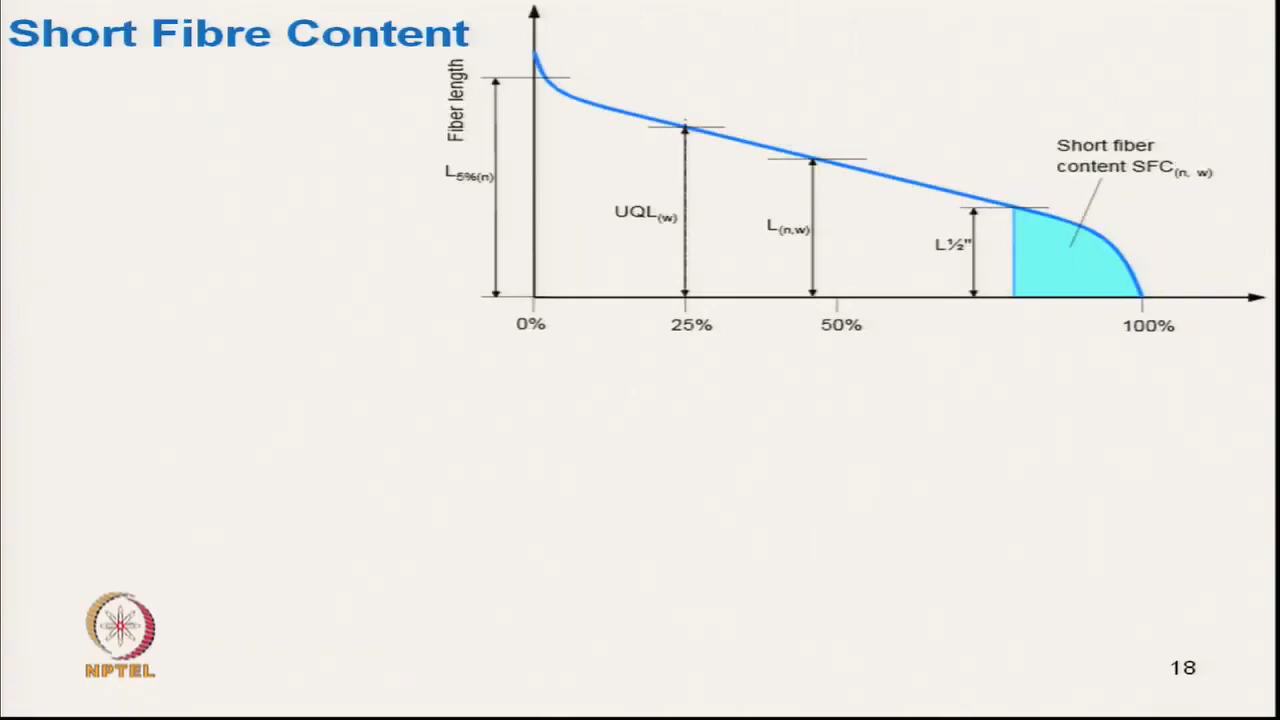 Short Fibre Content
Fiber length
L5%(n)
UQL(w)
L(n,w)
L½"
Short fiber
content SFC(n, w)
0%
25%
50%
100%
NPTEL
18